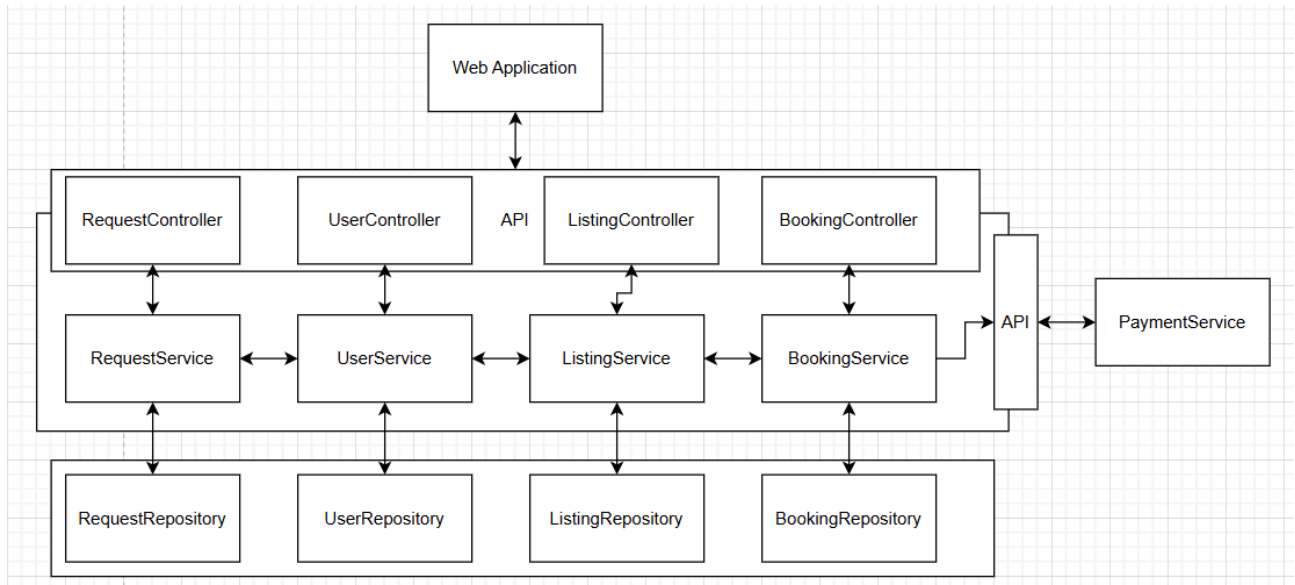 Web Application
RequestController
UserController
API
ListingController
BookingController
RequestService
UserService
ListingService
BookingService
API
PaymentService
RequestRepository
UserRepository
ListingRepository
BookingRepository